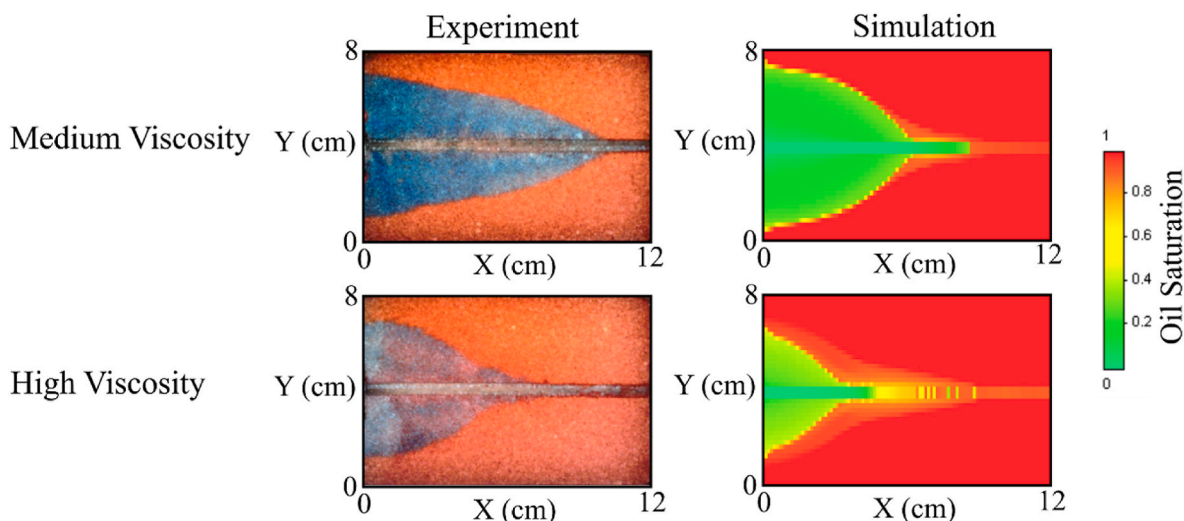 Experiment
Simulation
8
Medium Viscosity
Y (cm)
0
0
X (cm)
12
8
Y (cm)
0
0
X (cm)
12
8
High Viscosity
Y (cm)
0
0
X (cm)
12
8
Y (cm)
0
0
X (cm)
12
1
0.8
0.6
0.4
0.2
0
Oil Saturation